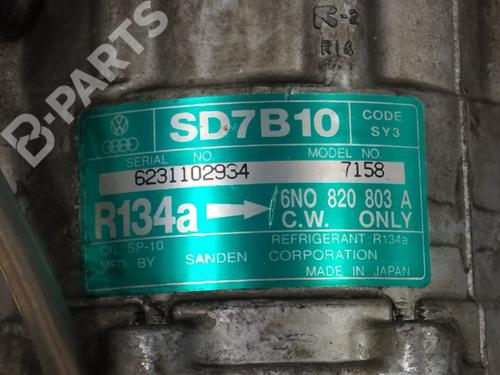 R-2
R14
B-PARTS
SD7B10 CODE
SY3
SERIAL NO. MODEL NO.
6231102934 7158
R134a 6N0 820 803 A
C.W. ONLY
OIL SP-10 REFRIGERANT R134a
MFD. BY SANDEN CORPORATION
MADE IN JAPAN